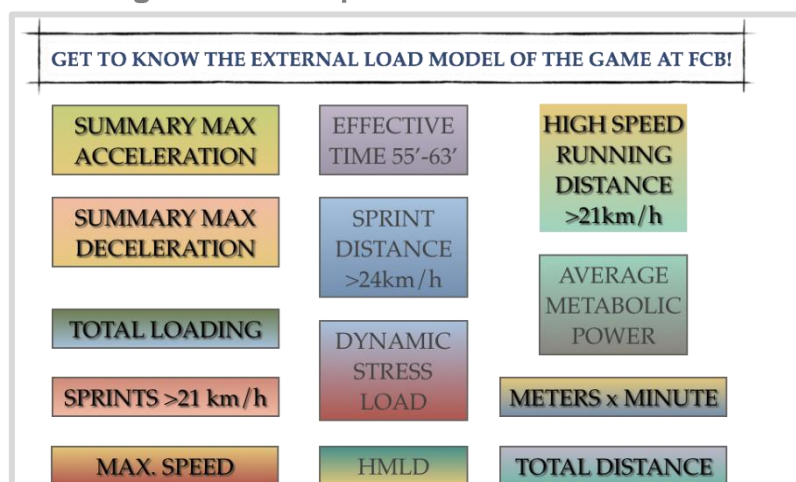 GET TO KNOW THE EXTERNAL LOAD MODEL OF THE GAME AT FCB!
SUMMARY MAX
ACCELERATION
SUMMARY MAX
DECELERATION
TOTAL LOADING
SPRINTS >21 km/h
MAX. SPEED
EFFECTIVE
TIME 55'-63'
SPRINT
DISTANCE
>24km/h
DYNAMIC
STRESS
LOAD
HMLD
HIGH SPEED
RUNNING
DISTANCE
>21km/h
AVERAGE
METABOLIC
POWER
METERS x MINUTE
TOTAL DISTANCE